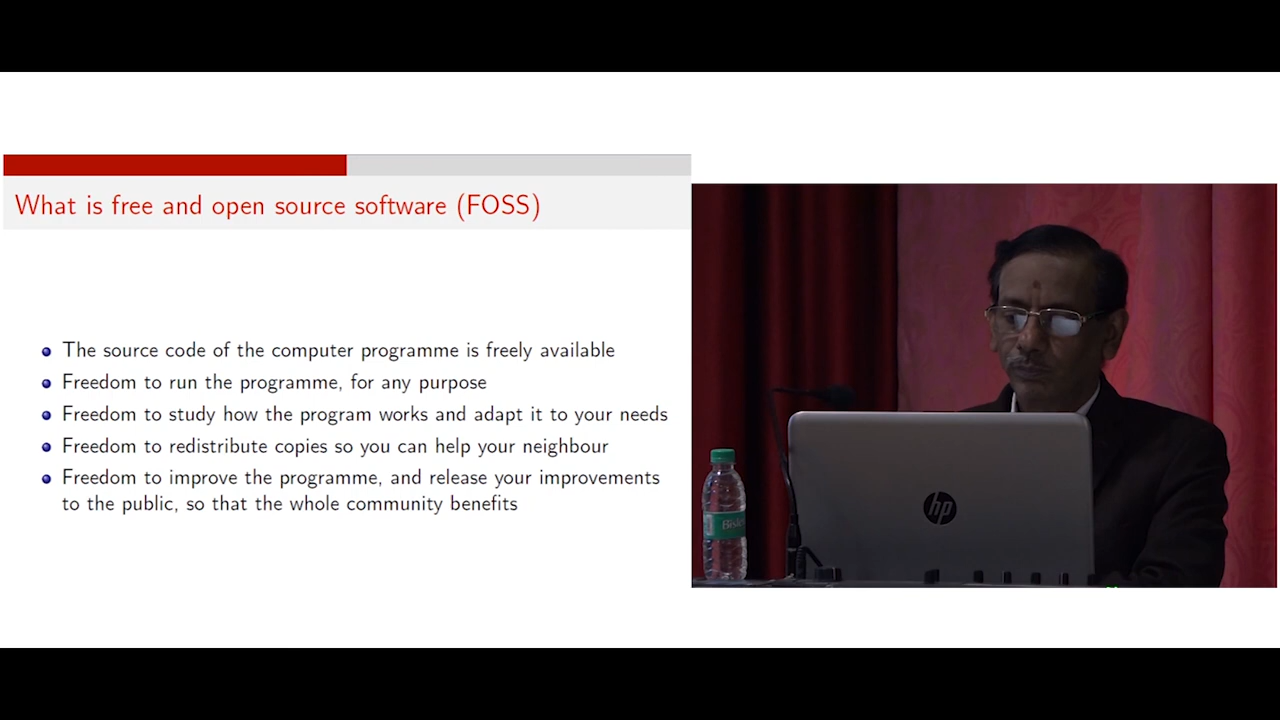 What is free and open source software (FOSS)
The source code of the computer programme is freely available
Freedom to run the programme, for any purpose
Freedom to study how the program works and adapt it to your needs
Freedom to redistribute copies so you can help your neighbour
Freedom to improve the programme, and release your improvements
to the public, so that the whole community benefits
hp